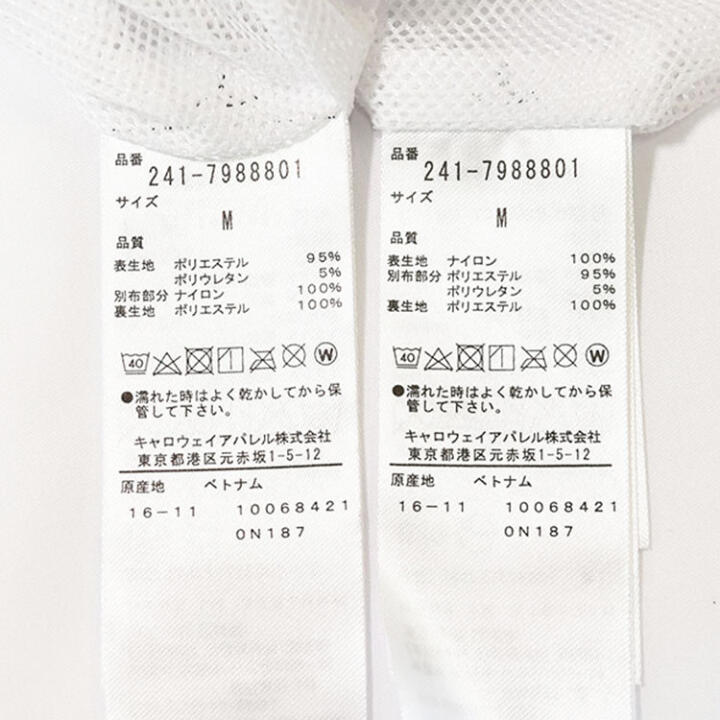 品番
241-7988801
サイズ
M
品質
表生地 ポリエステル 95%
ポリウレタン 5%
別布部分 ナイロン 100%
裏生地 ポリエステル 100%
40 W
●濡れた時はよく乾かしてから保
管して下さい。
キャロウェイアパレル株式会社
東京都港区元赤坂1-5-12
原産地 ベトナム
16-11 10068421
0N187
品番
241-7988801
サイズ
M
品質
表生地 ナイロン 100%
別布部分 ポリエステル 95%
ポリウレタン 5%
裏生地 ポリエステル 100%
40 W
●濡れた時はよく乾かしてから保
管して下さい。
キャロウェイアパレル株式会社
東京都港区元赤坂1-5-12
原産地 ベトナム
16-11 10068421
0N187